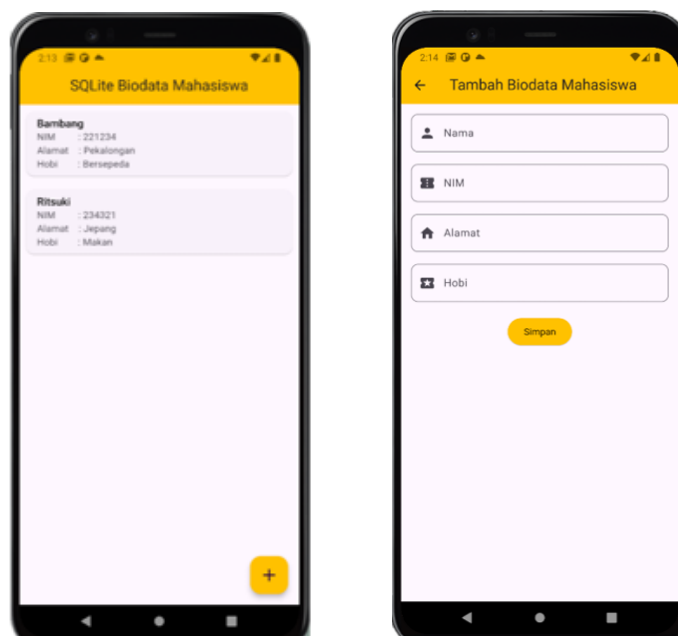 2:13
SQLite Biodata Mahasiswa
Bambang
NIM : 221234
Alamat : Pekalongan
Hobi : Bersepeda
Ritsuki
NIM : 234321
Alamat : Jepang
Hobi : Makan
2:14
Tambah Biodata Mahasiswa
Nama
NIM
Alamat
Hobi
Simpan